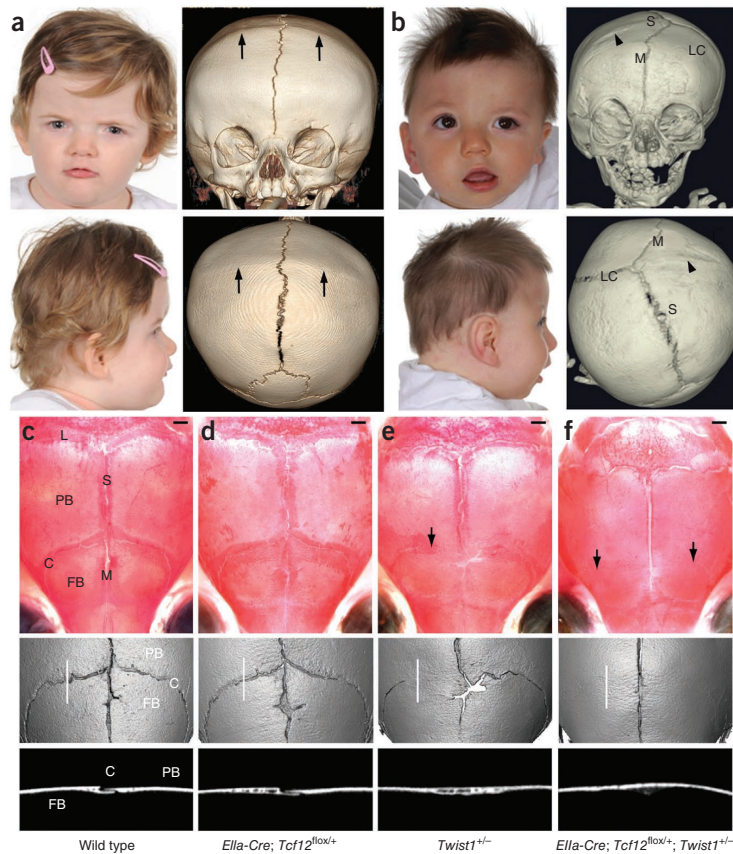 a
b
S
M
LC
M
LC
S
c
d
e
f
L
S
PB
C
FB
M
PB
C
FB
C
PB
FB
Wild type
EIIa-Cre; Tcf12flox/+
Twist1+/−
EIIa-Cre; Tcf12flox/+; Twist1+/−